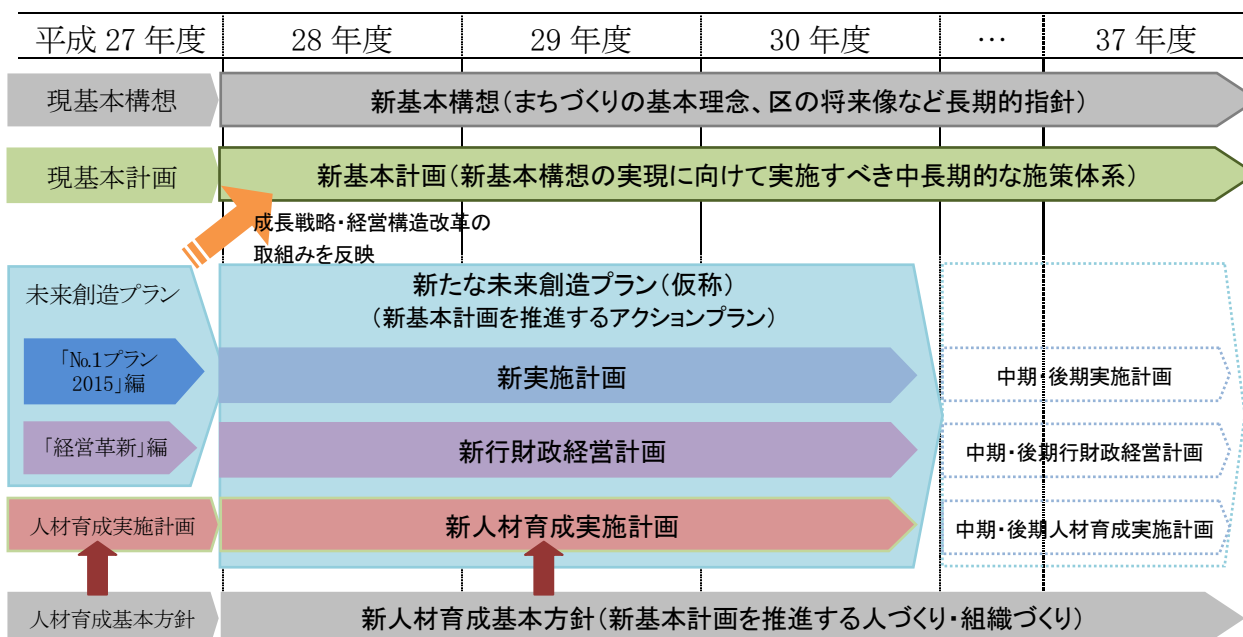 平成 27 年度 28 年度 29 年度 30 年度 … 37 年度
現基本構想 新基本構想（まちづくりの基本理念、区の将来像など長期的指針）
現基本計画 新基本計画（新基本構想の実現に向けて実施すべき中長期的な施策体系）
成長戦略・経営構造改革の
取組みを反映
未来創造プラン
新たな未来創造プラン（仮称）
（新基本計画を推進するアクションプラン）
「№1プラン
2015」編
新実施計画
中期・後期実施計画
「経営革新」編 新行財政経営計画 中期・後期行財政経営計画
人材育成実施計画 新人材育成実施計画 中期・後期人材育成実施計画
人材育成基本方針 新人材育成基本方針（新基本計画を推進する人づくり・組織づくり）